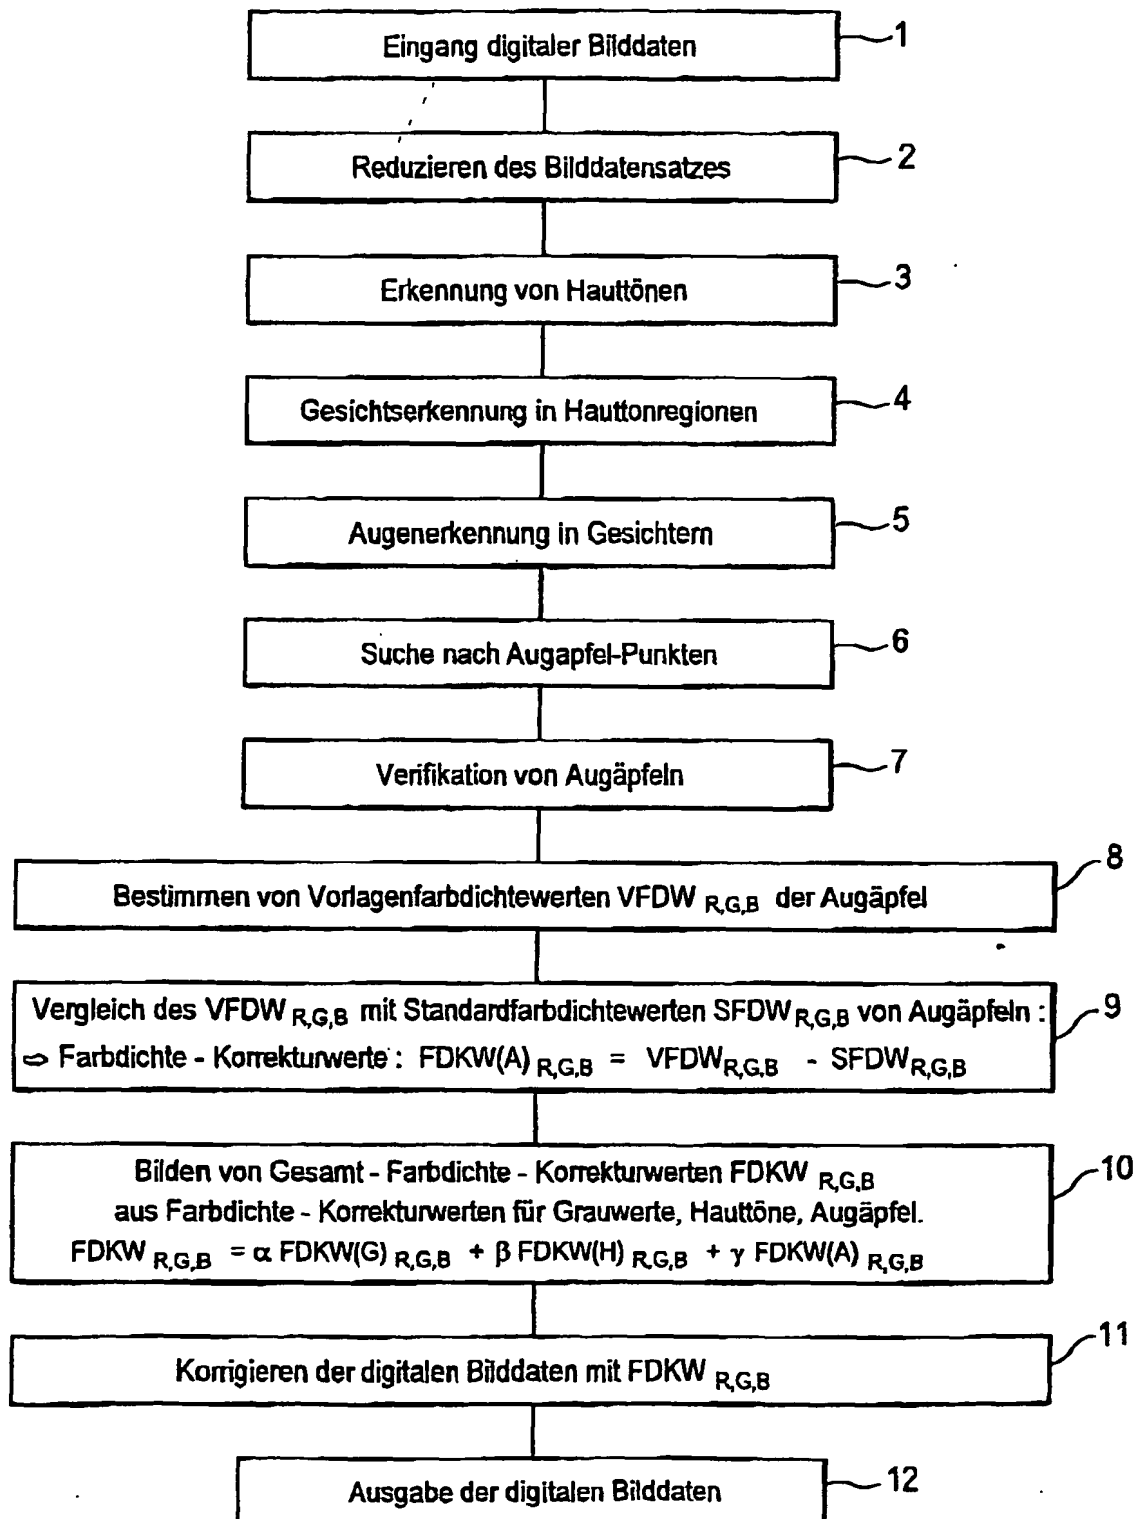 Eingang digitaler Bilddaten 1
Reduzieren des Bilddatensatzes 2
Erkennung von Hauttönen 3
Gesichtserkennung in Hauttonregionen 4
Augenerkennung in Gesichtern 5
Suche nach Augapfel-Punkten 6
Verifikation von Augäpfeln 7
Bestimmen von Vorlagenfarbdichtewerten VFDW R,G,B der Augäpfel 8
Vergleich des VFDW R,G,B mit Standardfarbdichtewerten SFDW R,G,B von Augäpfeln : 9
⇨ Farbdichte - Korrekturwerte : FDKW(A) R,G,B = VFDW R,G,B - SFDW R,G,B
Bilden von Gesamt - Farbdichte - Korrekturwerten FDKW R,G,B 10
aus Farbdichte - Korrekturwerten für Grauwerte, Hauttöne, Augäpfel.
FDKW R,G,B = α FDKW(G) R,G,B + β FDKW(H) R,G,B + γ FDKW(A) R,G,B
Korrigieren der digitalen Bilddaten mit FDKW R,G,B 11
Ausgabe der digitalen Bilddaten 12